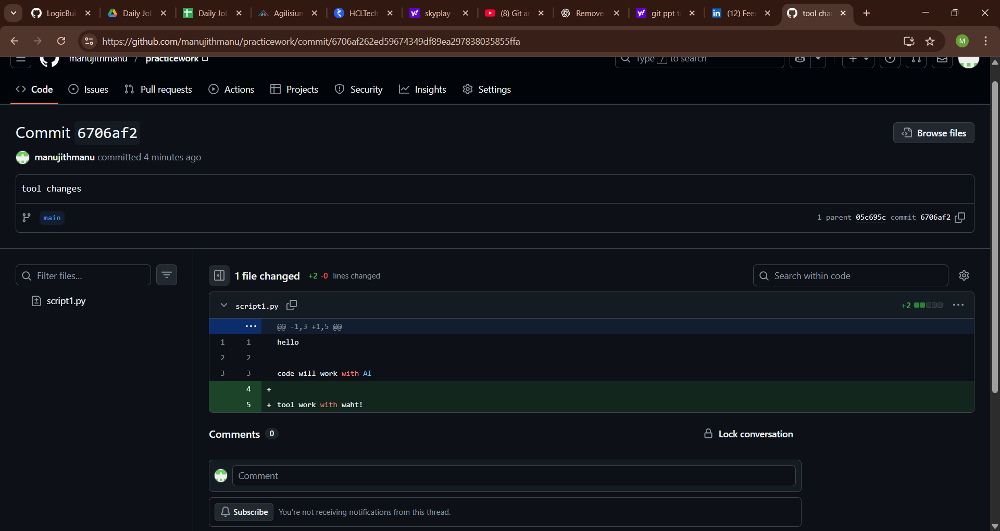 LogicBui
Daily Jo
Daily Jo
Agilisiun
HCLTech
skyplay
(8) Git a
Remove
git ppt t
(12) Fee
tool cha
https://github.com/manujithmanu/practicework/commit/6706af262ed59674349df89ea297838035855ffa
M
manujithmanu / practicework
Type / to search
Code
Issues
Pull requests
Actions
Projects
Security
Insights
Settings
Commit 6706af2
Browse files
manujithmanu committed 4 minutes ago
tool changes
main
1 parent 05c695c commit 6706af2
Filter files...
script1.py
1 file changed +2 -0 lines changed
Search within code
script1.py
+2
@@ -1,3 +1,5 @@
1 1 hello
2 2
3 3 code will work with AI
4 +
5 + tool work with waht!
Comments 0
Lock conversation
Comment
Subscribe You're not receiving notifications from this thread.